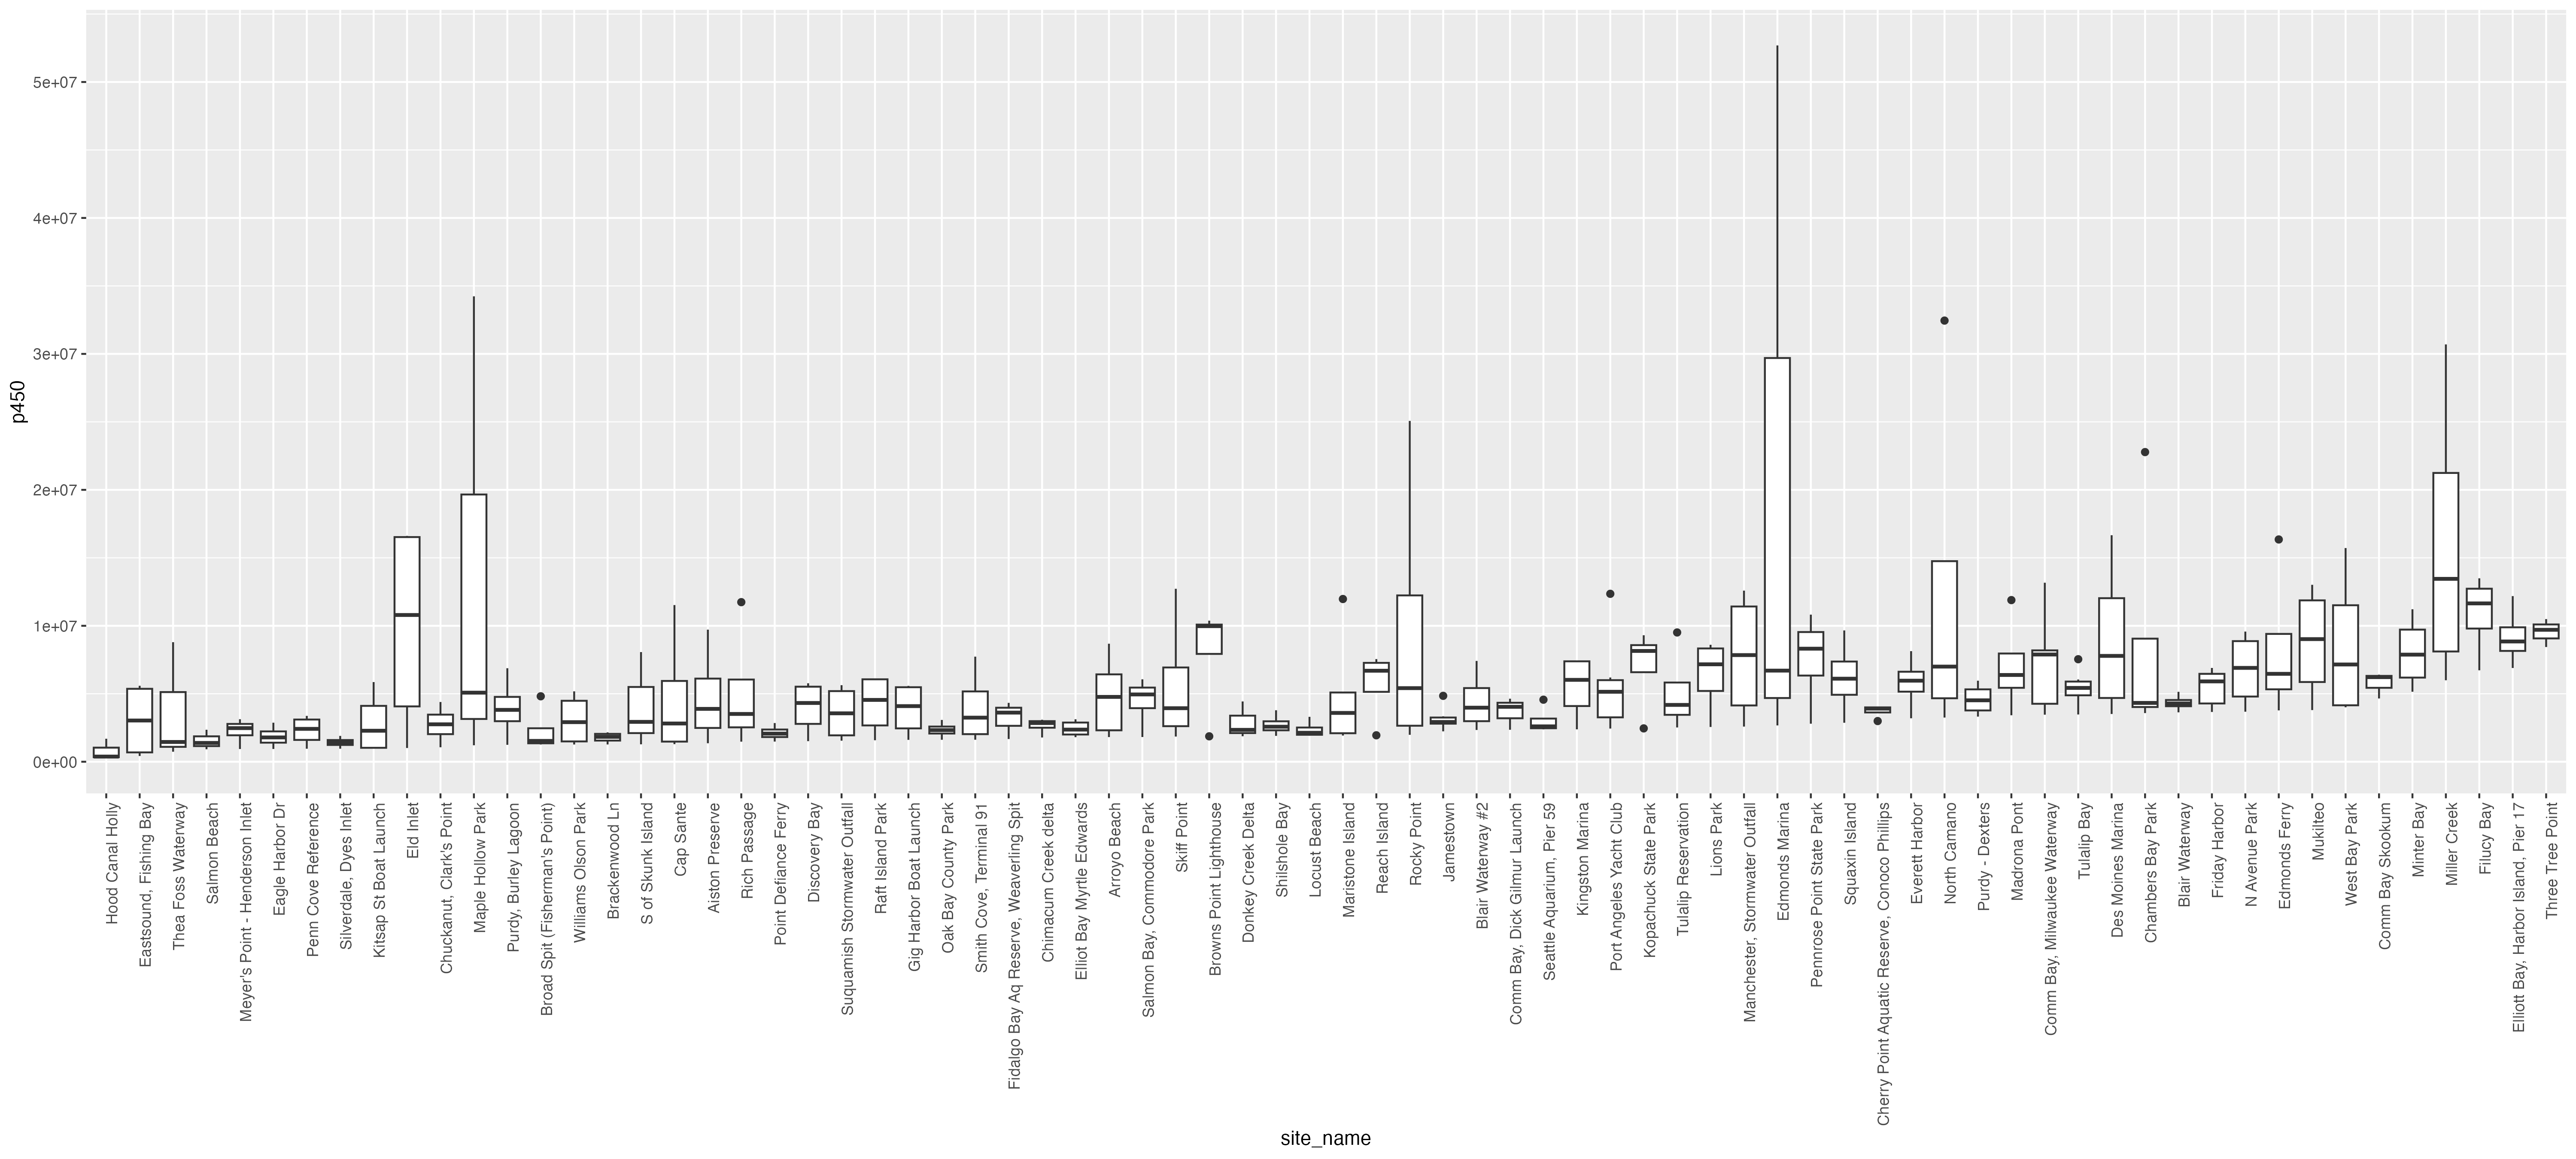 p450
5e+07
4e+07
3e+07
2e+07
1e+07
0e+00
Hood Canal Holly
Eastsound, Fishing Bay
Thea Foss Waterway
Salmon Beach
Meyer's Point - Henderson Inlet
Eagle Harbor Dr
Penn Cove Reference
Silverdale, Dyes Inlet
Kitsap St Boat Launch
Eld Inlet
Chuckanut, Clark's Point
Maple Hollow Park
Purdy, Burley Lagoon
Broad Spit (Fisherman's Point)
Williams Olson Park
Brackenwood Ln
S of Skunk Island
Cap Sante
Aiston Preserve
Rich Passage
Point Defiance Ferry
Discovery Bay
Suquamish Stormwater Outfall
Raft Island Park
Gig Harbor Boat Launch
Oak Bay County Park
Smith Cove, Terminal 91
Fidalgo Bay Aq Reserve, Weaverling Spit
Chimacum Creek delta
Elliot Bay Myrtle Edwards
Arroyo Beach
Salmon Bay, Commodore Park
Skiff Point
Browns Point Lighthouse
Donkey Creek Delta
Shilshole Bay
Locust Beach
Maristone Island
Reach Island
Rocky Point
Jamestown
Blair Waterway #2
Comm Bay, Dick Gilmur Launch
Seattle Aquarium, Pier 59
Kingston Marina
Port Angeles Yacht Club
Kopachuck State Park
Tulalip Reservation
Lions Park
Manchester, Stormwater Outfall
Edmonds Marina
Pennrose Point State Park
Squaxin Island
Cherry Point Aquatic Reserve, Conoco Phillips
Everett Harbor
North Camano
Purdy - Dexters
Madrona Pont
Comm Bay, Milwaukee Waterway
Tulalip Bay
Des Moines Marina
Chambers Bay Park
Blair Waterway
Friday Harbor
N Avenue Park
Edmonds Ferry
Mukilteo
West Bay Park
Comm Bay Skookum
Minter Bay
Miller Creek
Filucy Bay
Elliott Bay, Harbor Island, Pier 17
Three Tree Point
site_name